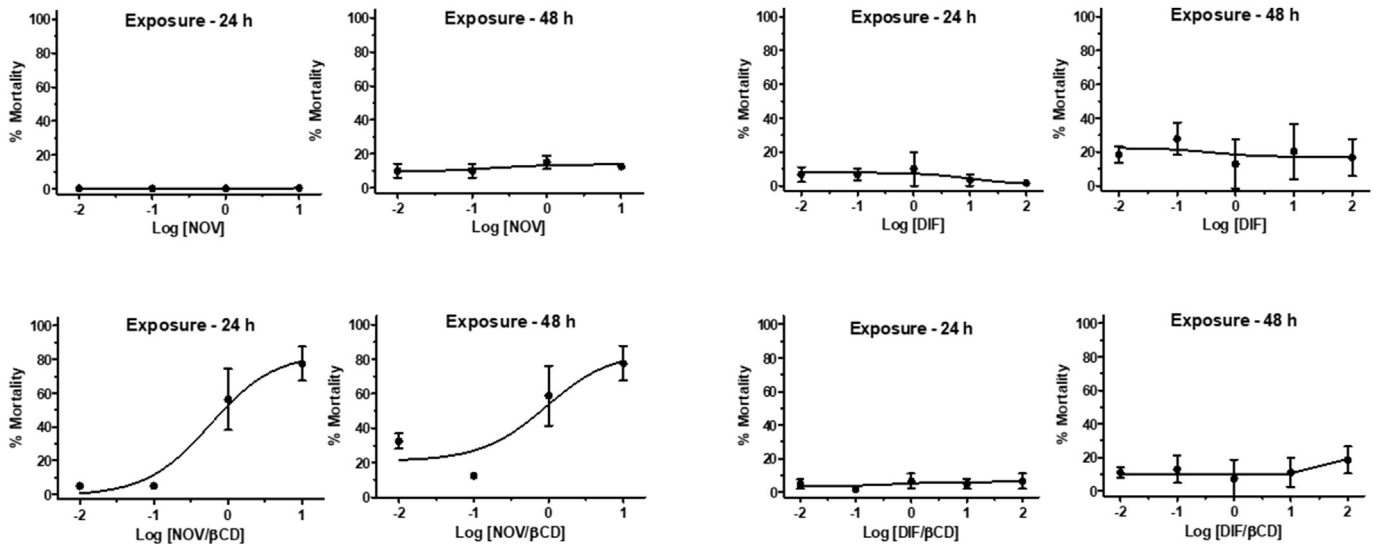 Exposure - 24 h
% Mortality
100
80
60
40
20
0
-2 -1 0 1
Log [NOV]
Exposure - 48 h
% Mortality
100
80
60
40
20
0
-2 -1 0 1
Log [NOV]
Exposure - 24 h
% Mortality
100
80
60
40
20
0
-2 -1 0 1 2
Log [DIF]
Exposure - 48 h
% Mortality
100
80
60
40
20
0
-2 -1 0 1 2
Log [DIF]
Exposure - 24 h
% Mortality
100
80
60
40
20
0
-2 -1 0 1
Log [NOV/βCD]
Exposure - 48 h
% Mortality
100
80
60
40
20
0
-2 -1 0 1
Log [NOV/βCD]
Exposure - 24 h
% Mortality
100
80
60
40
20
0
-2 -1 0 1 2
Log [DIF/βCD]
Exposure - 48 h
% Mortality
100
80
60
40
20
0
-2 -1 0 1 2
Log [DIF/βCD]